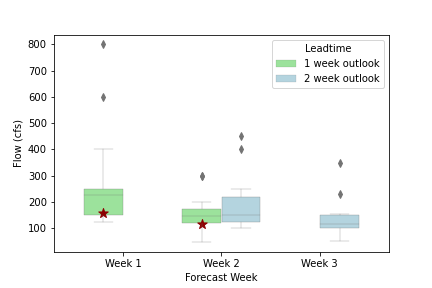 Leadtime
1 week outlook
2 week outlook
Flow (cfs)
800
700
600
500
400
300
200
100
Week 1 Week 2 Week 3
Forecast Week